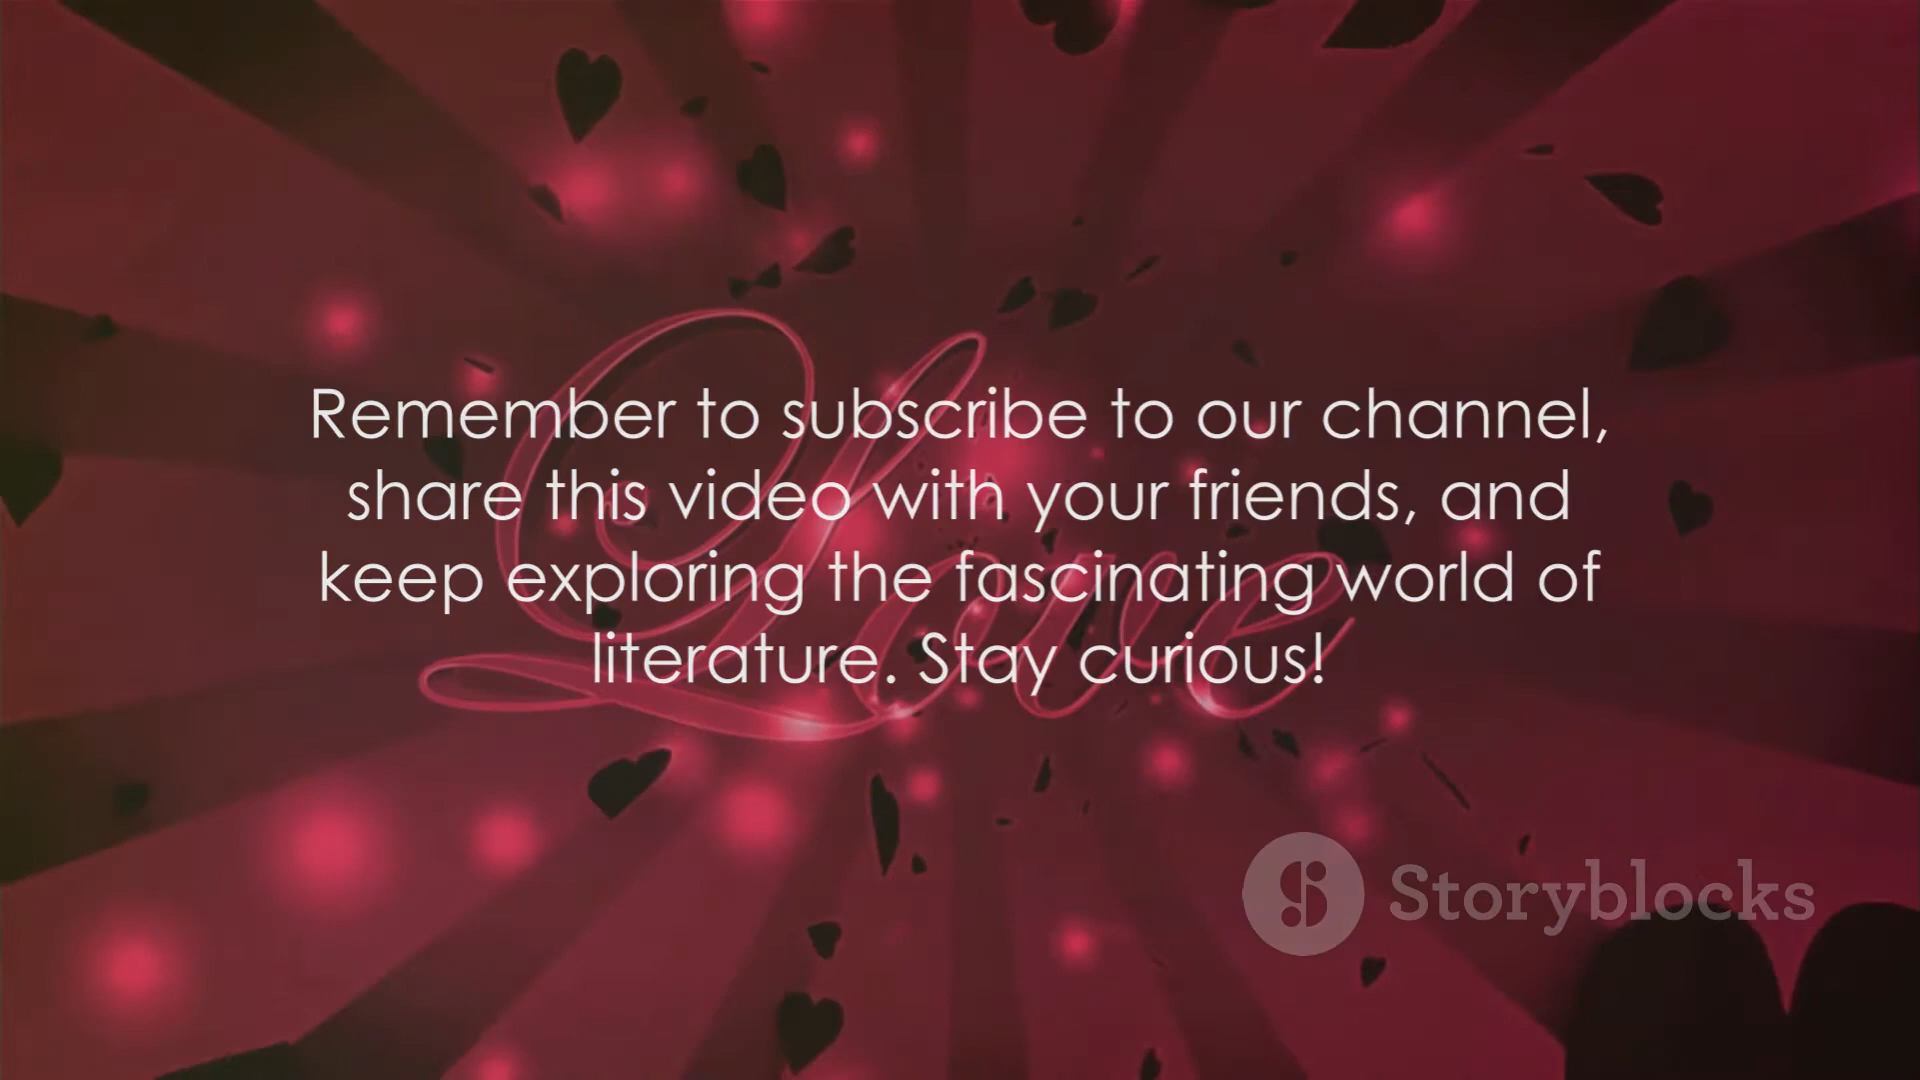 Remember to subscribe to our channel,
share this video with your friends, and
keep exploring the fascinating world of
literature. Stay curious!
Love
Storyblocks